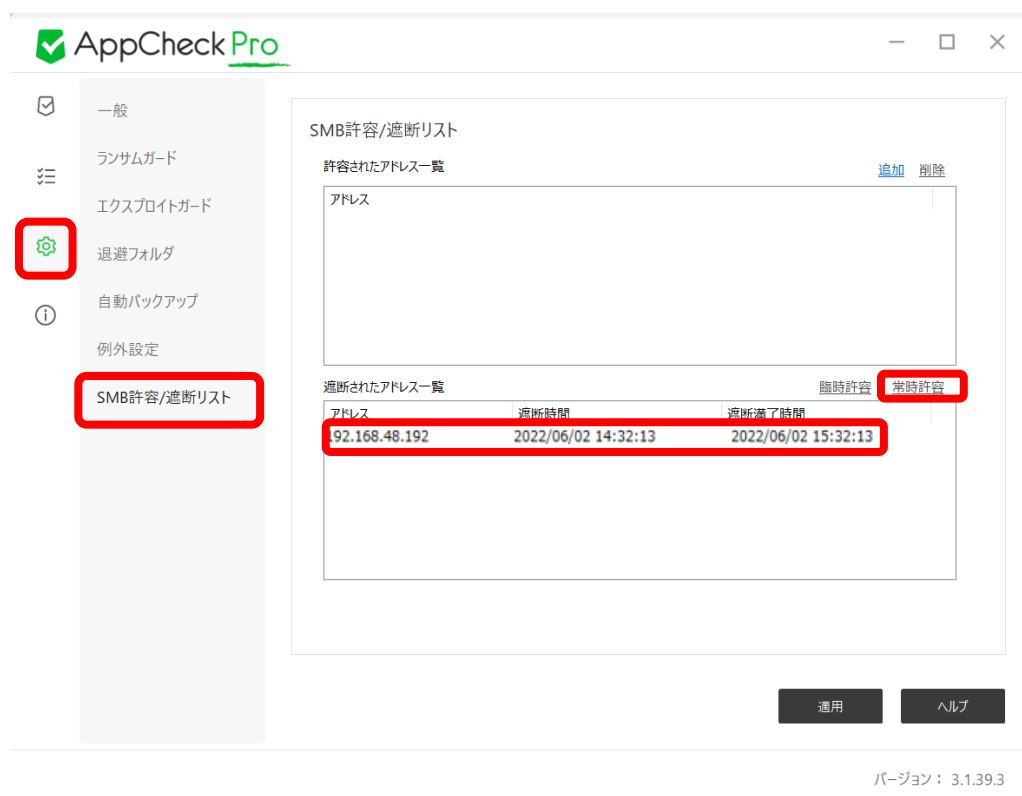 AppCheck Pro
一般
ランサムガード
エクスプロイトガード
退避フォルダ
自動バックアップ
例外設定
SMB許容/遮断リスト
SMB許容/遮断リスト
許容されたアドレス一覧
追加 削除
アドレス
遮断されたアドレス一覧
臨時許容 常時許容
アドレス 遮断時間 遮断満了時間
192.168.48.192 2022/06/02 14:32:13 2022/06/02 15:32:13
適用 ヘルプ
バージョン： 3.1.39.3